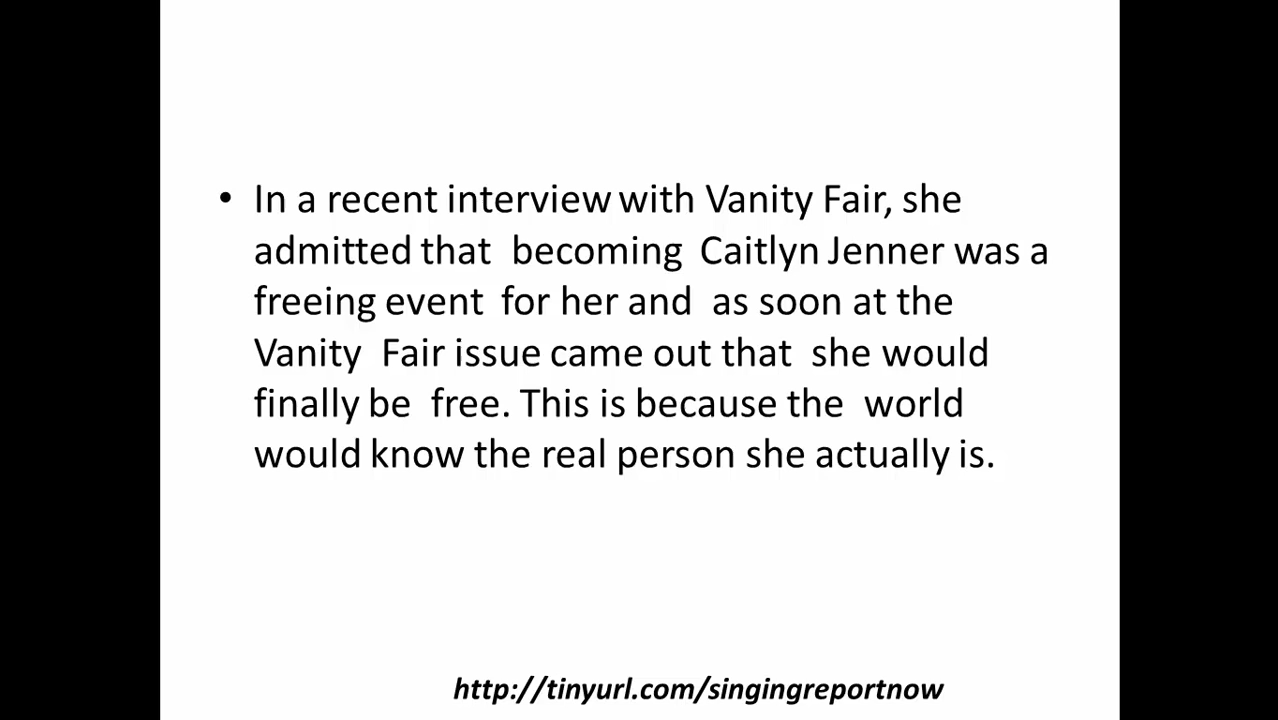 • In a recent interview with Vanity Fair, she
admitted that becoming Caitlyn Jenner was a
freeing event for her and as soon at the
Vanity Fair issue came out that she would
finally be free. This is because the world
would know the real person she actually is.
http://tinyurl.com/singingreportnow